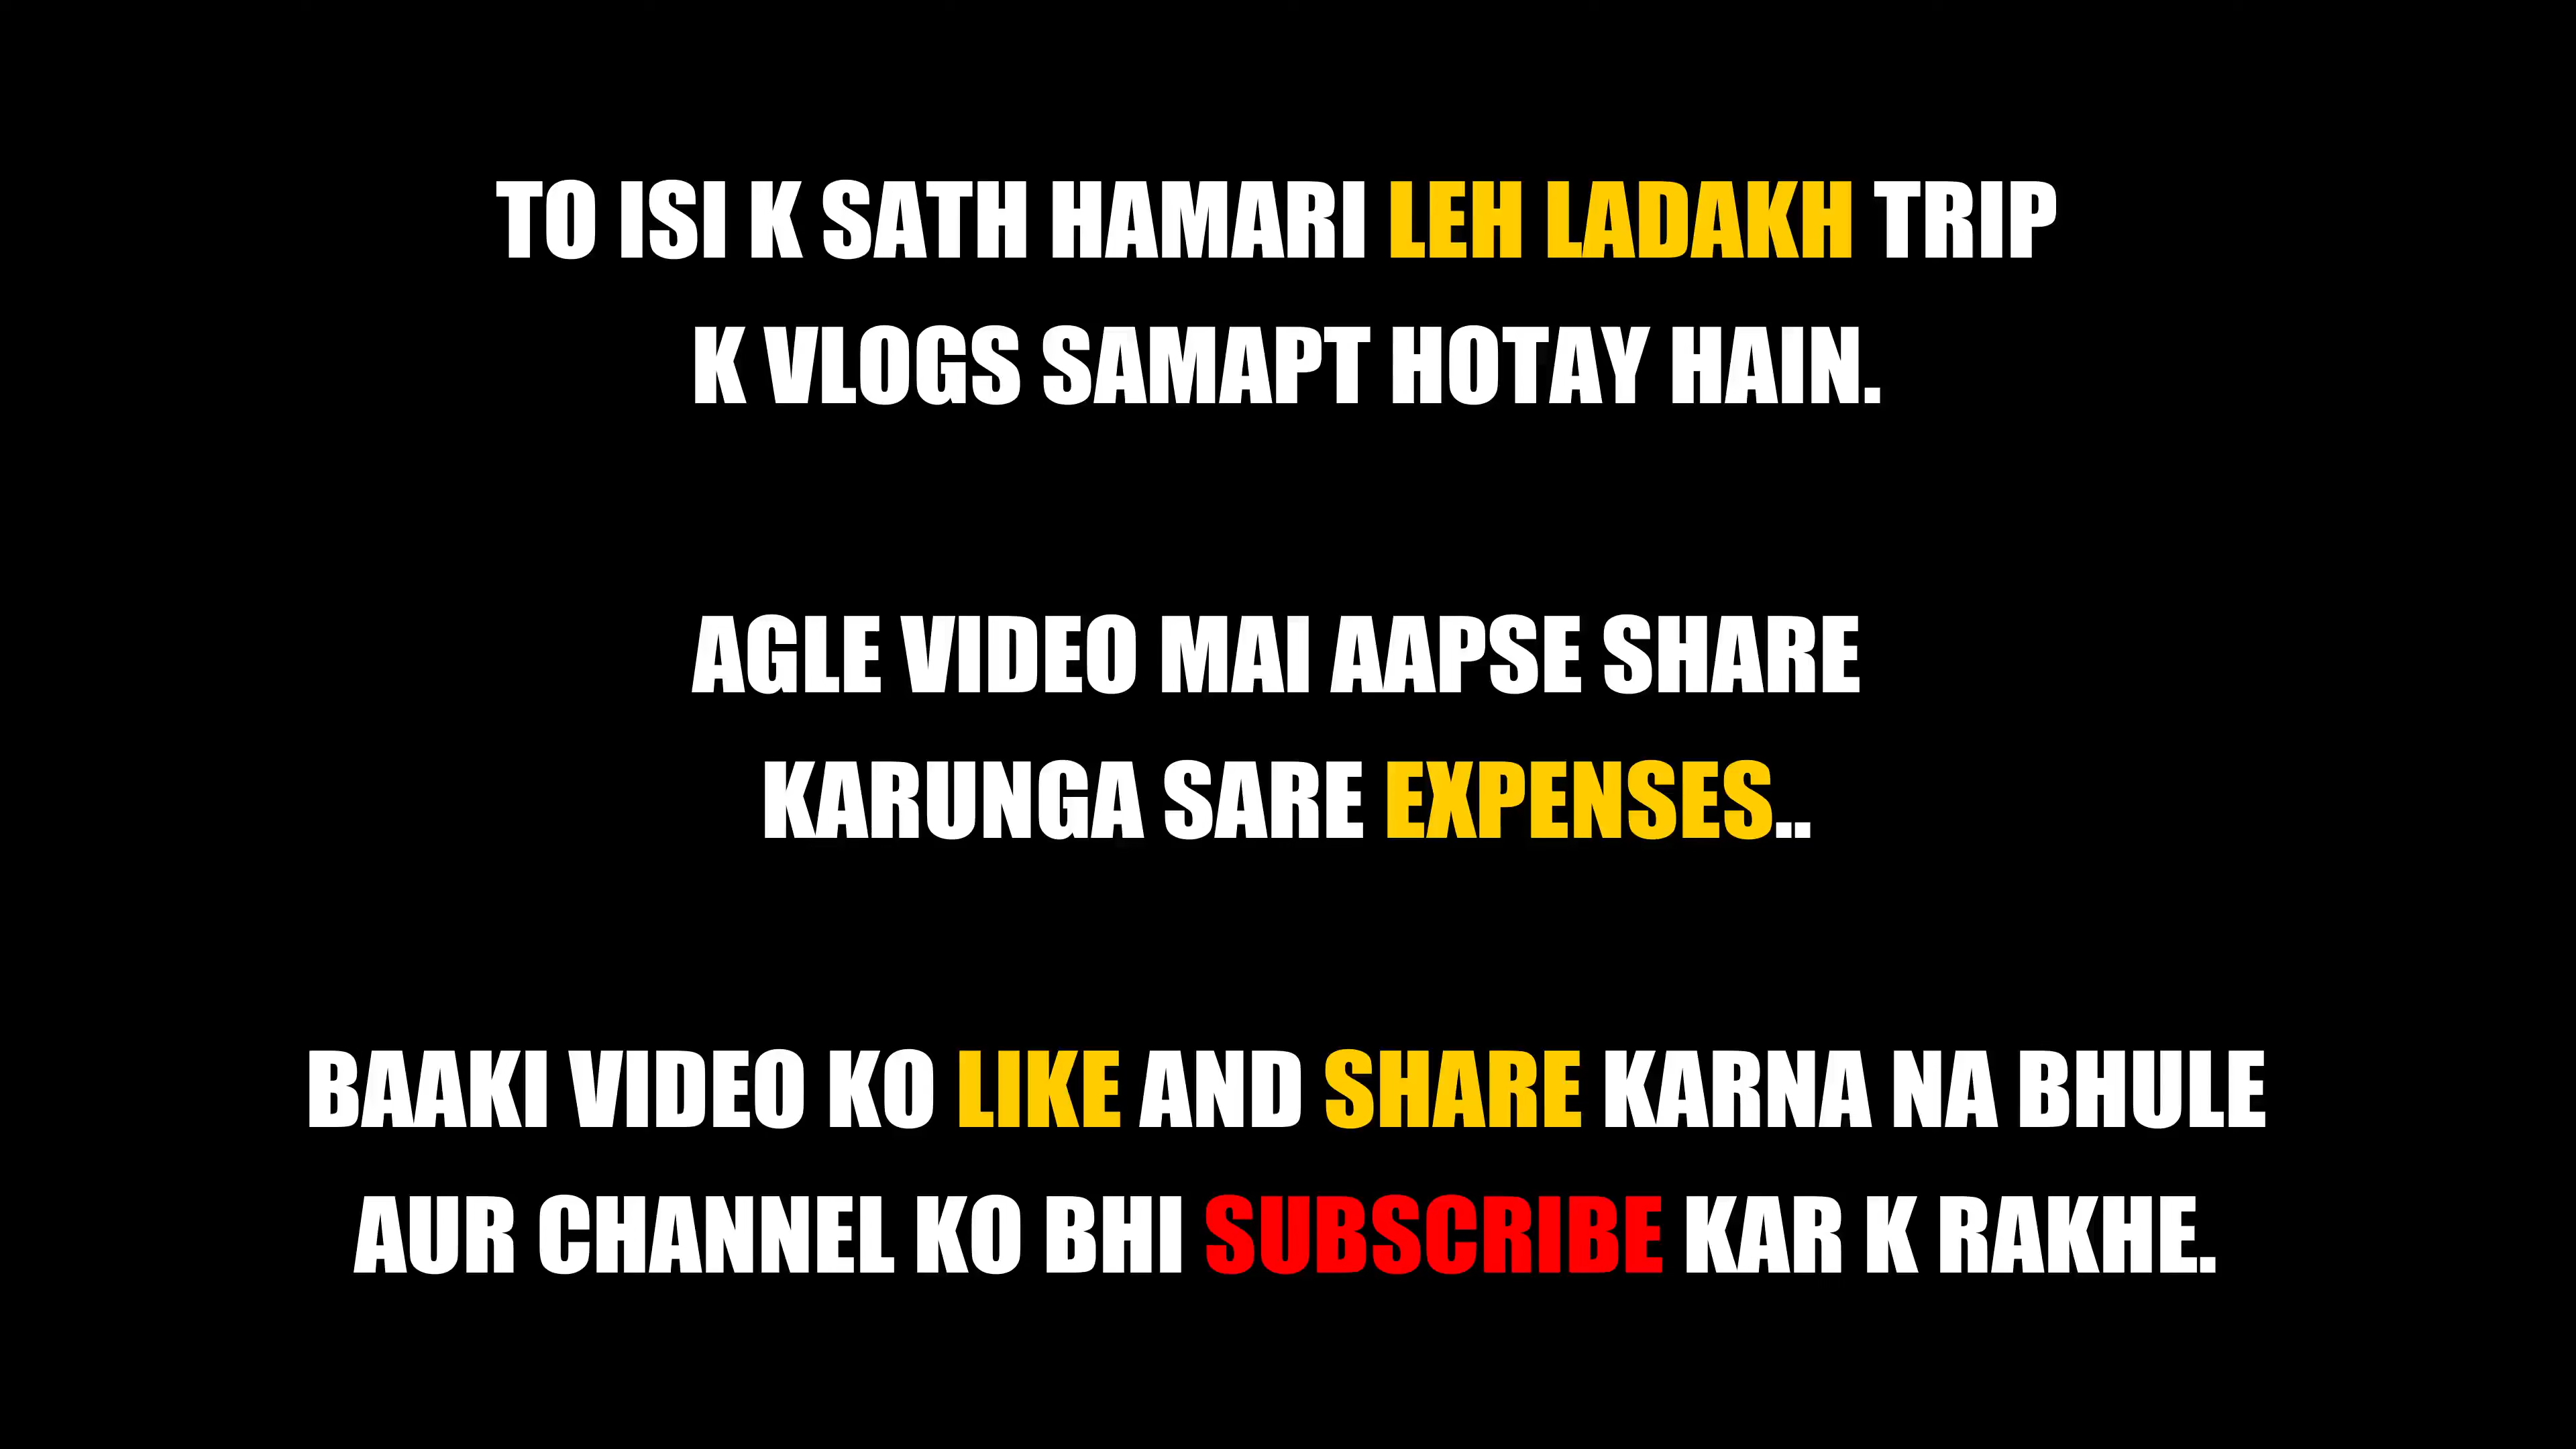 TO ISI K SATH HAMARI LEH LADAKH TRIP
K VLOGS SAMAPT HOTAY HAIN.
AGLE VIDEO MAI AAPSE SHARE
KARUNGA SARE EXPENSES..
BAAKI VIDEO KO LIKE AND SHARE KARNA NA BHULE
AUR CHANNEL KO BHI SUBSCRIBE KAR K RAKHE.